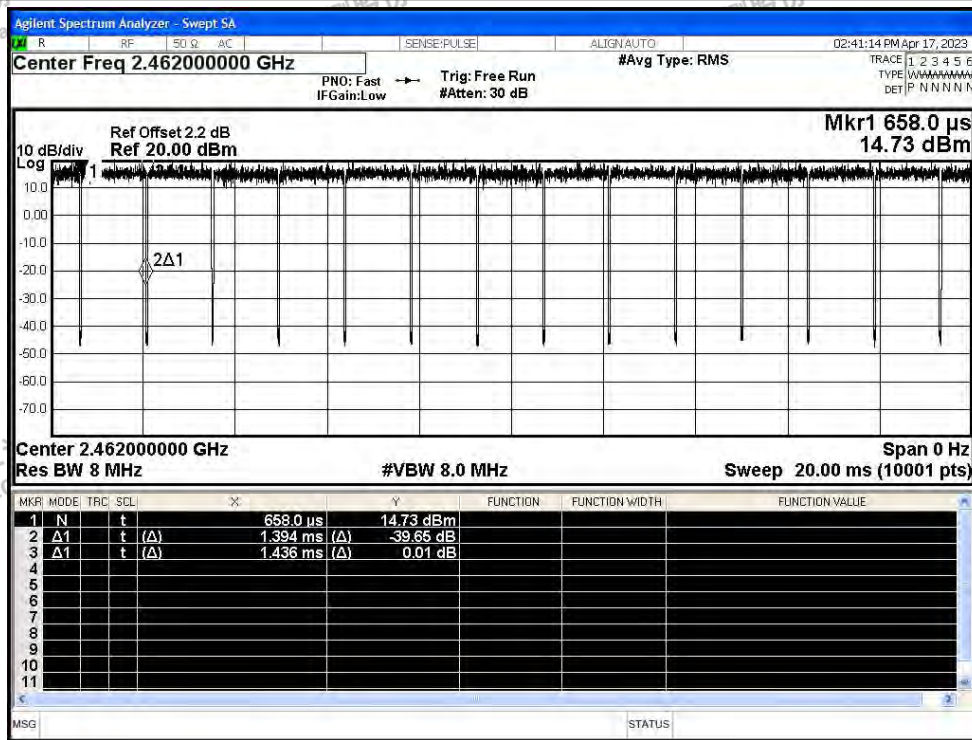 Agilent Spectrum Analyzer - Swept SA
R RF 50 Ω AC SENSE:PULSE ALIGN AUTO 02:41:14 PM Apr 17, 2023
Center Freq 2.462000000 GHz #Avg Type: RMS TRACE 1 2 3 4 5 6
PNO: Fast Trig: Free Run TYPE WWWWWW
IFGain:Low #Atten: 30 dB DET P N N N N N
Mkr1 658.0 µs
Ref Offset 2.2 dB
10 dB/div Ref 20.00 dBm 14.73 dBm
Log
1
10.0
0.00
-10.0
2Δ1
-20.0
-30.0
-40.0
-50.0
-60.0
-70.0
Center 2.462000000 GHz Span 0 Hz
Res BW 8 MHz #VBW 8.0 MHz Sweep 20.00 ms (10001 pts)
MKR MODE TRC SCL X Y FUNCTION FUNCTION WIDTH FUNCTION VALUE
1 N t 658.0 µs 14.73 dBm
2 Δ1 t (Δ) 1.394 ms (Δ) -39.65 dB
3 Δ1 t (Δ) 1.436 ms (Δ) 0.01 dB
4
5
6
7
8
9
10
11
MSG STATUS